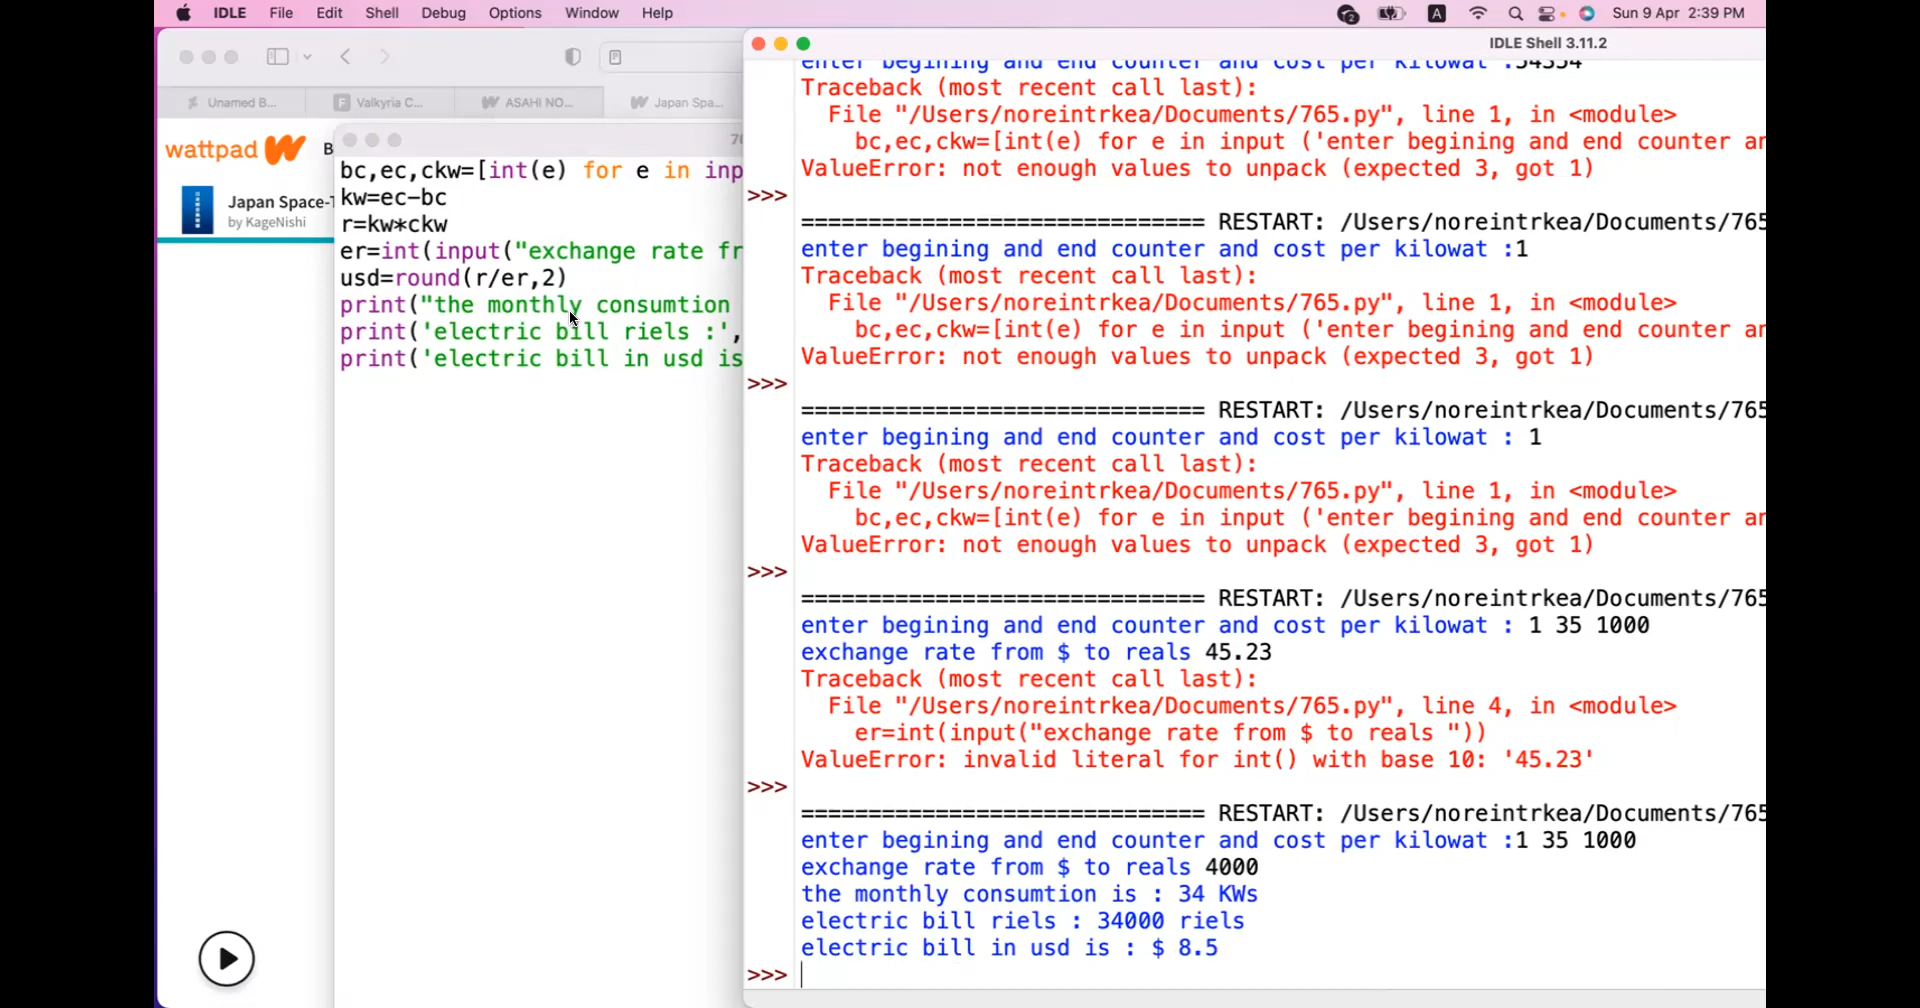 IDLE File Edit Shell Debug Options Window Help
2
A
Sun 9 Apr 2:39 PM
Unamed B...
Valkyria C...
ASAHI NO...
Japan Spa...
wattpad
B
Japan Space-T
by KageNishi
bc,ec,ckw=[int(e) for e in inp
kw=ec-bc
r=kw*ckw
er=int(input("exchange rate fr
usd=round(r/er,2)
print("the monthly consumtion
print('electric bill riels :',
print('electric bill in usd is
IDLE Shell 3.11.2
enter begining and end counter and cost per kilowat :54354
Traceback (most recent call last):
File "/Users/noreintrkea/Documents/765.py", line 1, in <module>
bc,ec,ckw=[int(e) for e in input ('enter begining and end counter an
ValueError: not enough values to unpack (expected 3, got 1)
>>>
============================== RESTART: /Users/noreintrkea/Documents/765
enter begining and end counter and cost per kilowat :1
Traceback (most recent call last):
File "/Users/noreintrkea/Documents/765.py", line 1, in <module>
bc,ec,ckw=[int(e) for e in input ('enter begining and end counter an
ValueError: not enough values to unpack (expected 3, got 1)
>>>
============================== RESTART: /Users/noreintrkea/Documents/765
enter begining and end counter and cost per kilowat : 1
Traceback (most recent call last):
File "/Users/noreintrkea/Documents/765.py", line 1, in <module>
bc,ec,ckw=[int(e) for e in input ('enter begining and end counter an
ValueError: not enough values to unpack (expected 3, got 1)
>>>
============================== RESTART: /Users/noreintrkea/Documents/765
enter begining and end counter and cost per kilowat : 1 35 1000
exchange rate from $ to reals 45.23
Traceback (most recent call last):
File "/Users/noreintrkea/Documents/765.py", line 4, in <module>
er=int(input("exchange rate from $ to reals "))
ValueError: invalid literal for int() with base 10: '45.23'
>>>
============================== RESTART: /Users/noreintrkea/Documents/765
enter begining and end counter and cost per kilowat :1 35 1000
exchange rate from $ to reals 4000
the monthly consumtion is : 34 KWs
electric bill riels : 34000 riels
electric bill in usd is : $ 8.5
>>>